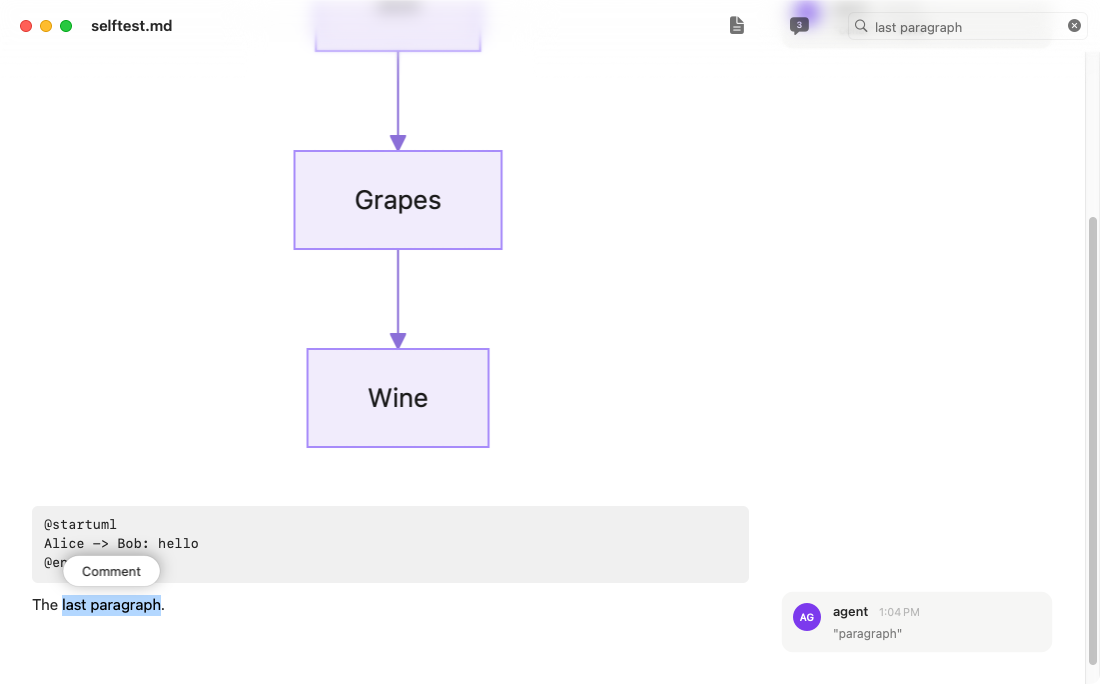 selftest.md
3
last paragraph
Grapes
Wine
@startuml
Alice -> Bob: hello
Comment
The last paragraph.
AG
agent 1:04 PM
"paragraph"